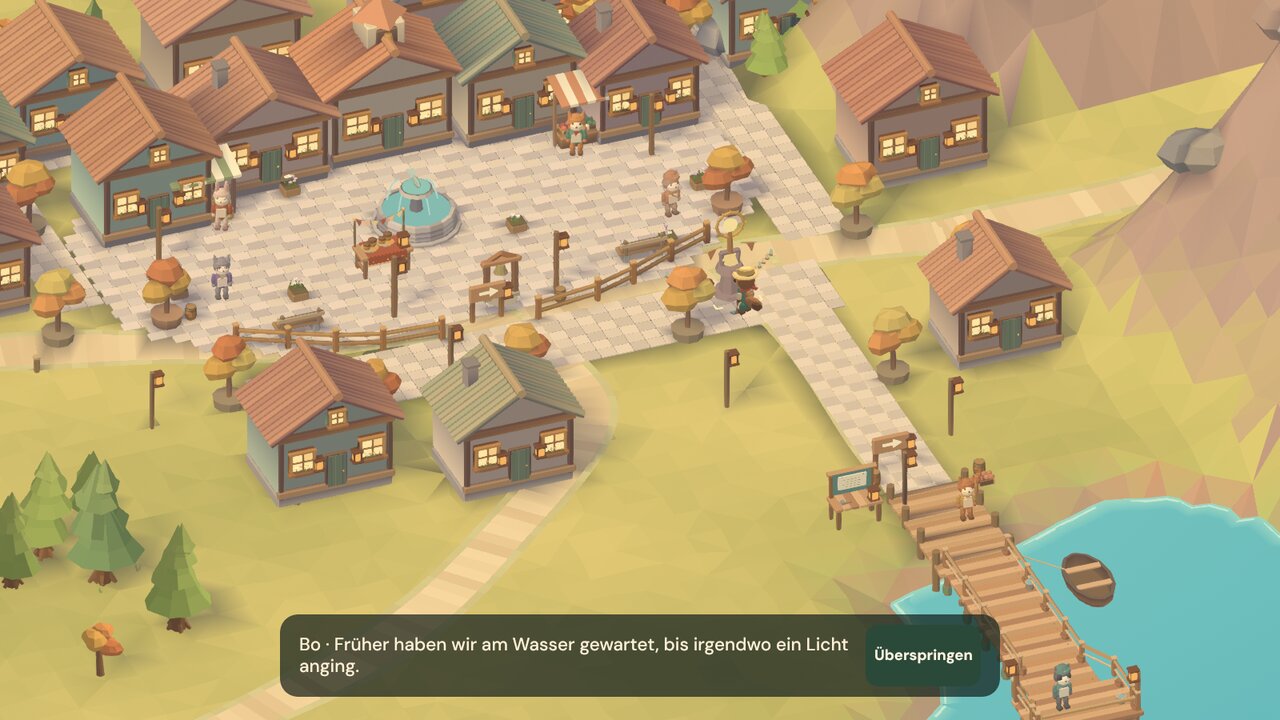 Bo · Früher haben wir am Wasser gewartet, bis irgendwo ein Licht
anging.
Überspringen